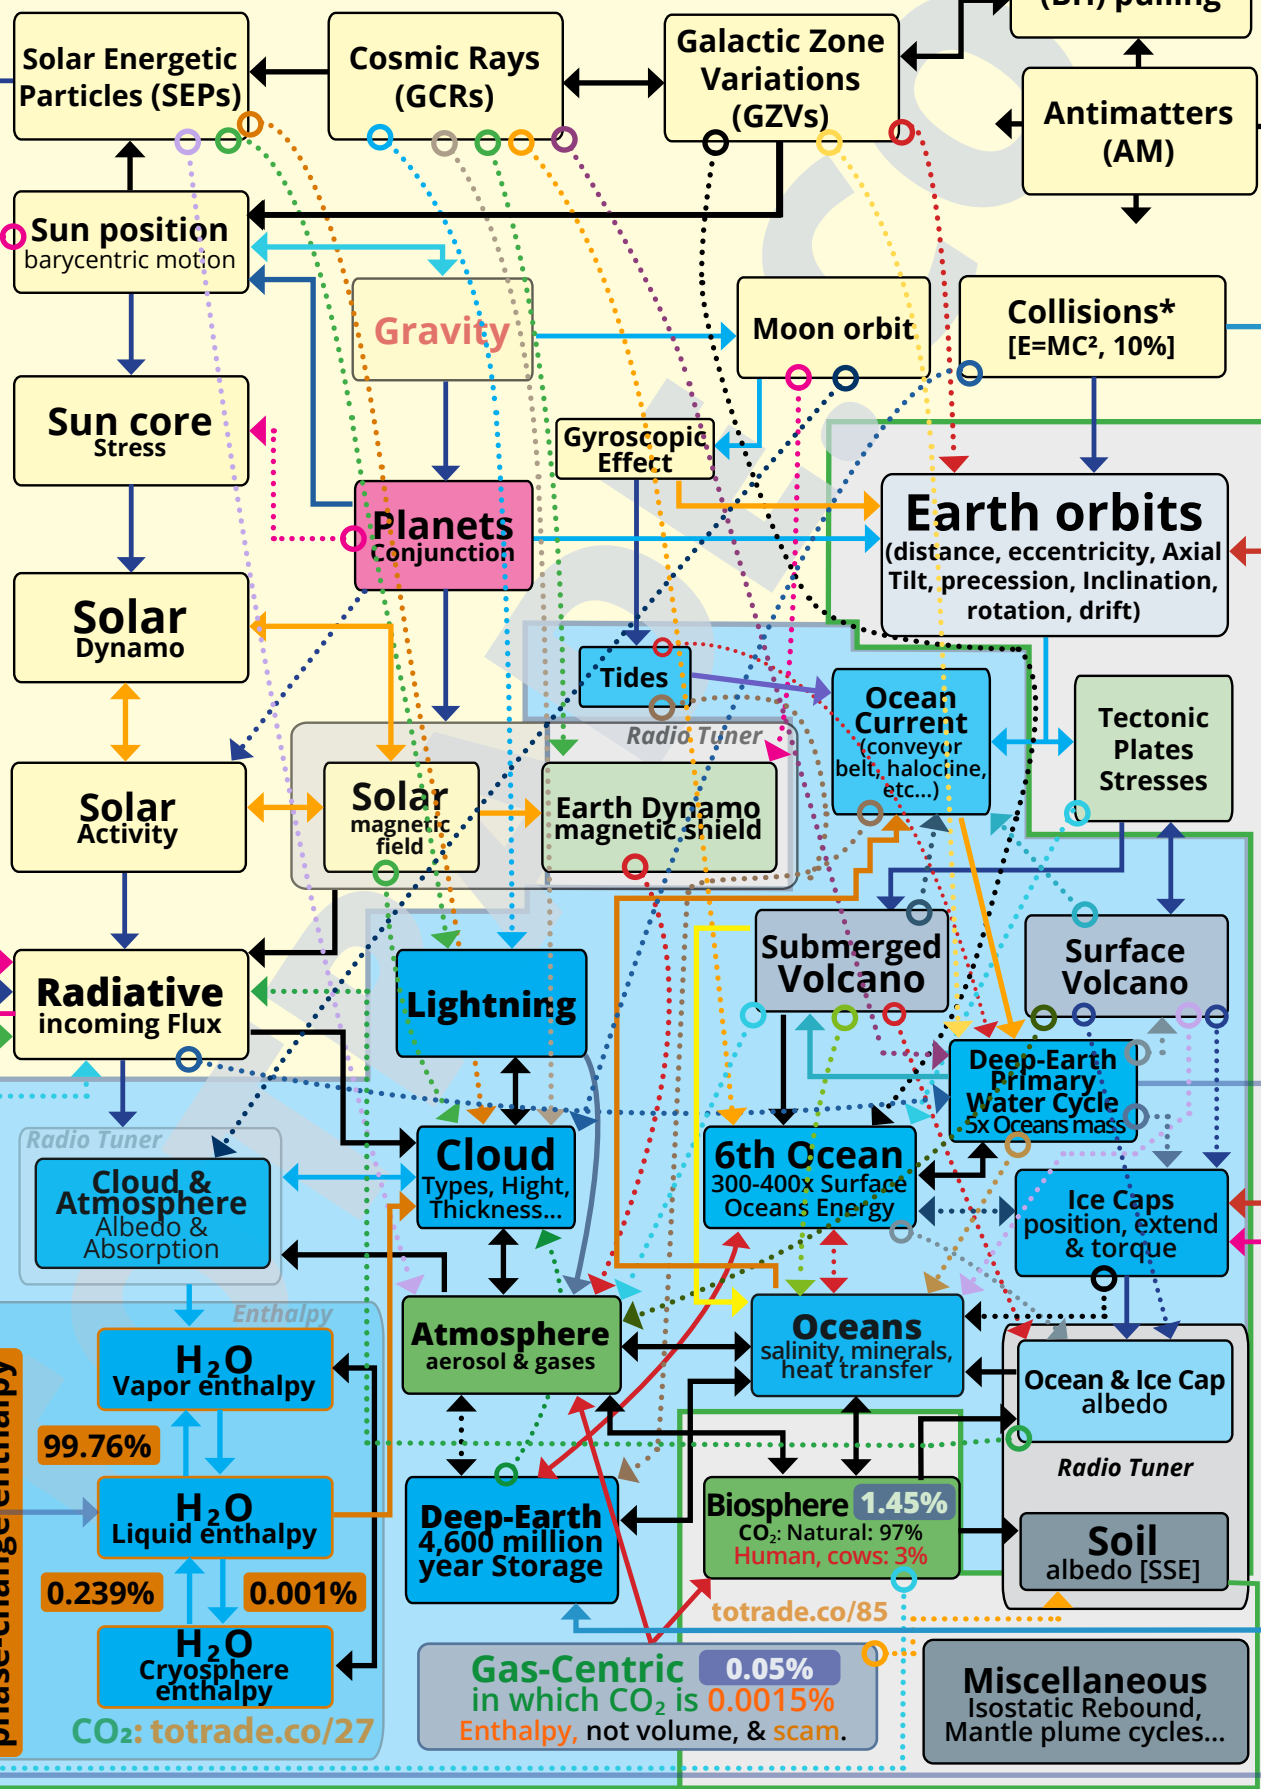 (BH) pulling
Solar Energetic
Particles (SEPs)
Cosmic Rays
(GCRs)
Galactic Zone
Variations
(GZVs)
Antimatters
(AM)
Sun position
barycentric motion
Gravity
Moon orbit
Collisions*
[E=MC², 10%]
Sun core
Stress
Gyroscopic
Effect
Planets
Conjunction
Earth orbits
(distance, eccentricity, Axial
Tilt, precession, Inclination,
rotation, drift)
Solar
Dynamo
Tides
Ocean
Current
(conveyor
belt, halocline,
etc...)
Tectonic
Plates
Stresses
Radio Tuner
Solar
Activity
Solar
magnetic
field
Earth Dynamo
magnetic shield
Submerged
Volcano
Surface
Volcano
Radiative
incoming Flux
Lightning
Deep-Earth
Primary
Water Cycle
5x Oceans mass
Radio Tuner
Cloud &
Atmosphere
Albedo &
Absorption
Cloud
Types, Hight,
Thickness...
6th Ocean
300-400x Surface
Oceans Energy
Ice Caps
position, extend
& torque
Enthalpy
H₂O
Vapor enthalpy
Atmosphere
aerosol & gases
Oceans
salinity, minerals,
heat transfer
Ocean & Ice Cap
albedo
99.76%
Radio Tuner
phase-change enthalpy
H₂O
Liquid enthalpy
Deep-Earth
4,600 million
year Storage
Biosphere 1.45%
CO₂: Natural: 97%
Human, cows: 3%
Soil
albedo [SSE]
0.239%
0.001%
totrade.co/85
H₂O
Cryosphere
enthalpy
CO₂: totrade.co/27
Gas-Centric 0.05%
in which CO₂ is 0.0015%
Enthalpy, not volume, & scam.
Miscellaneous
Isostatic Rebound,
Mantle plume cycles...